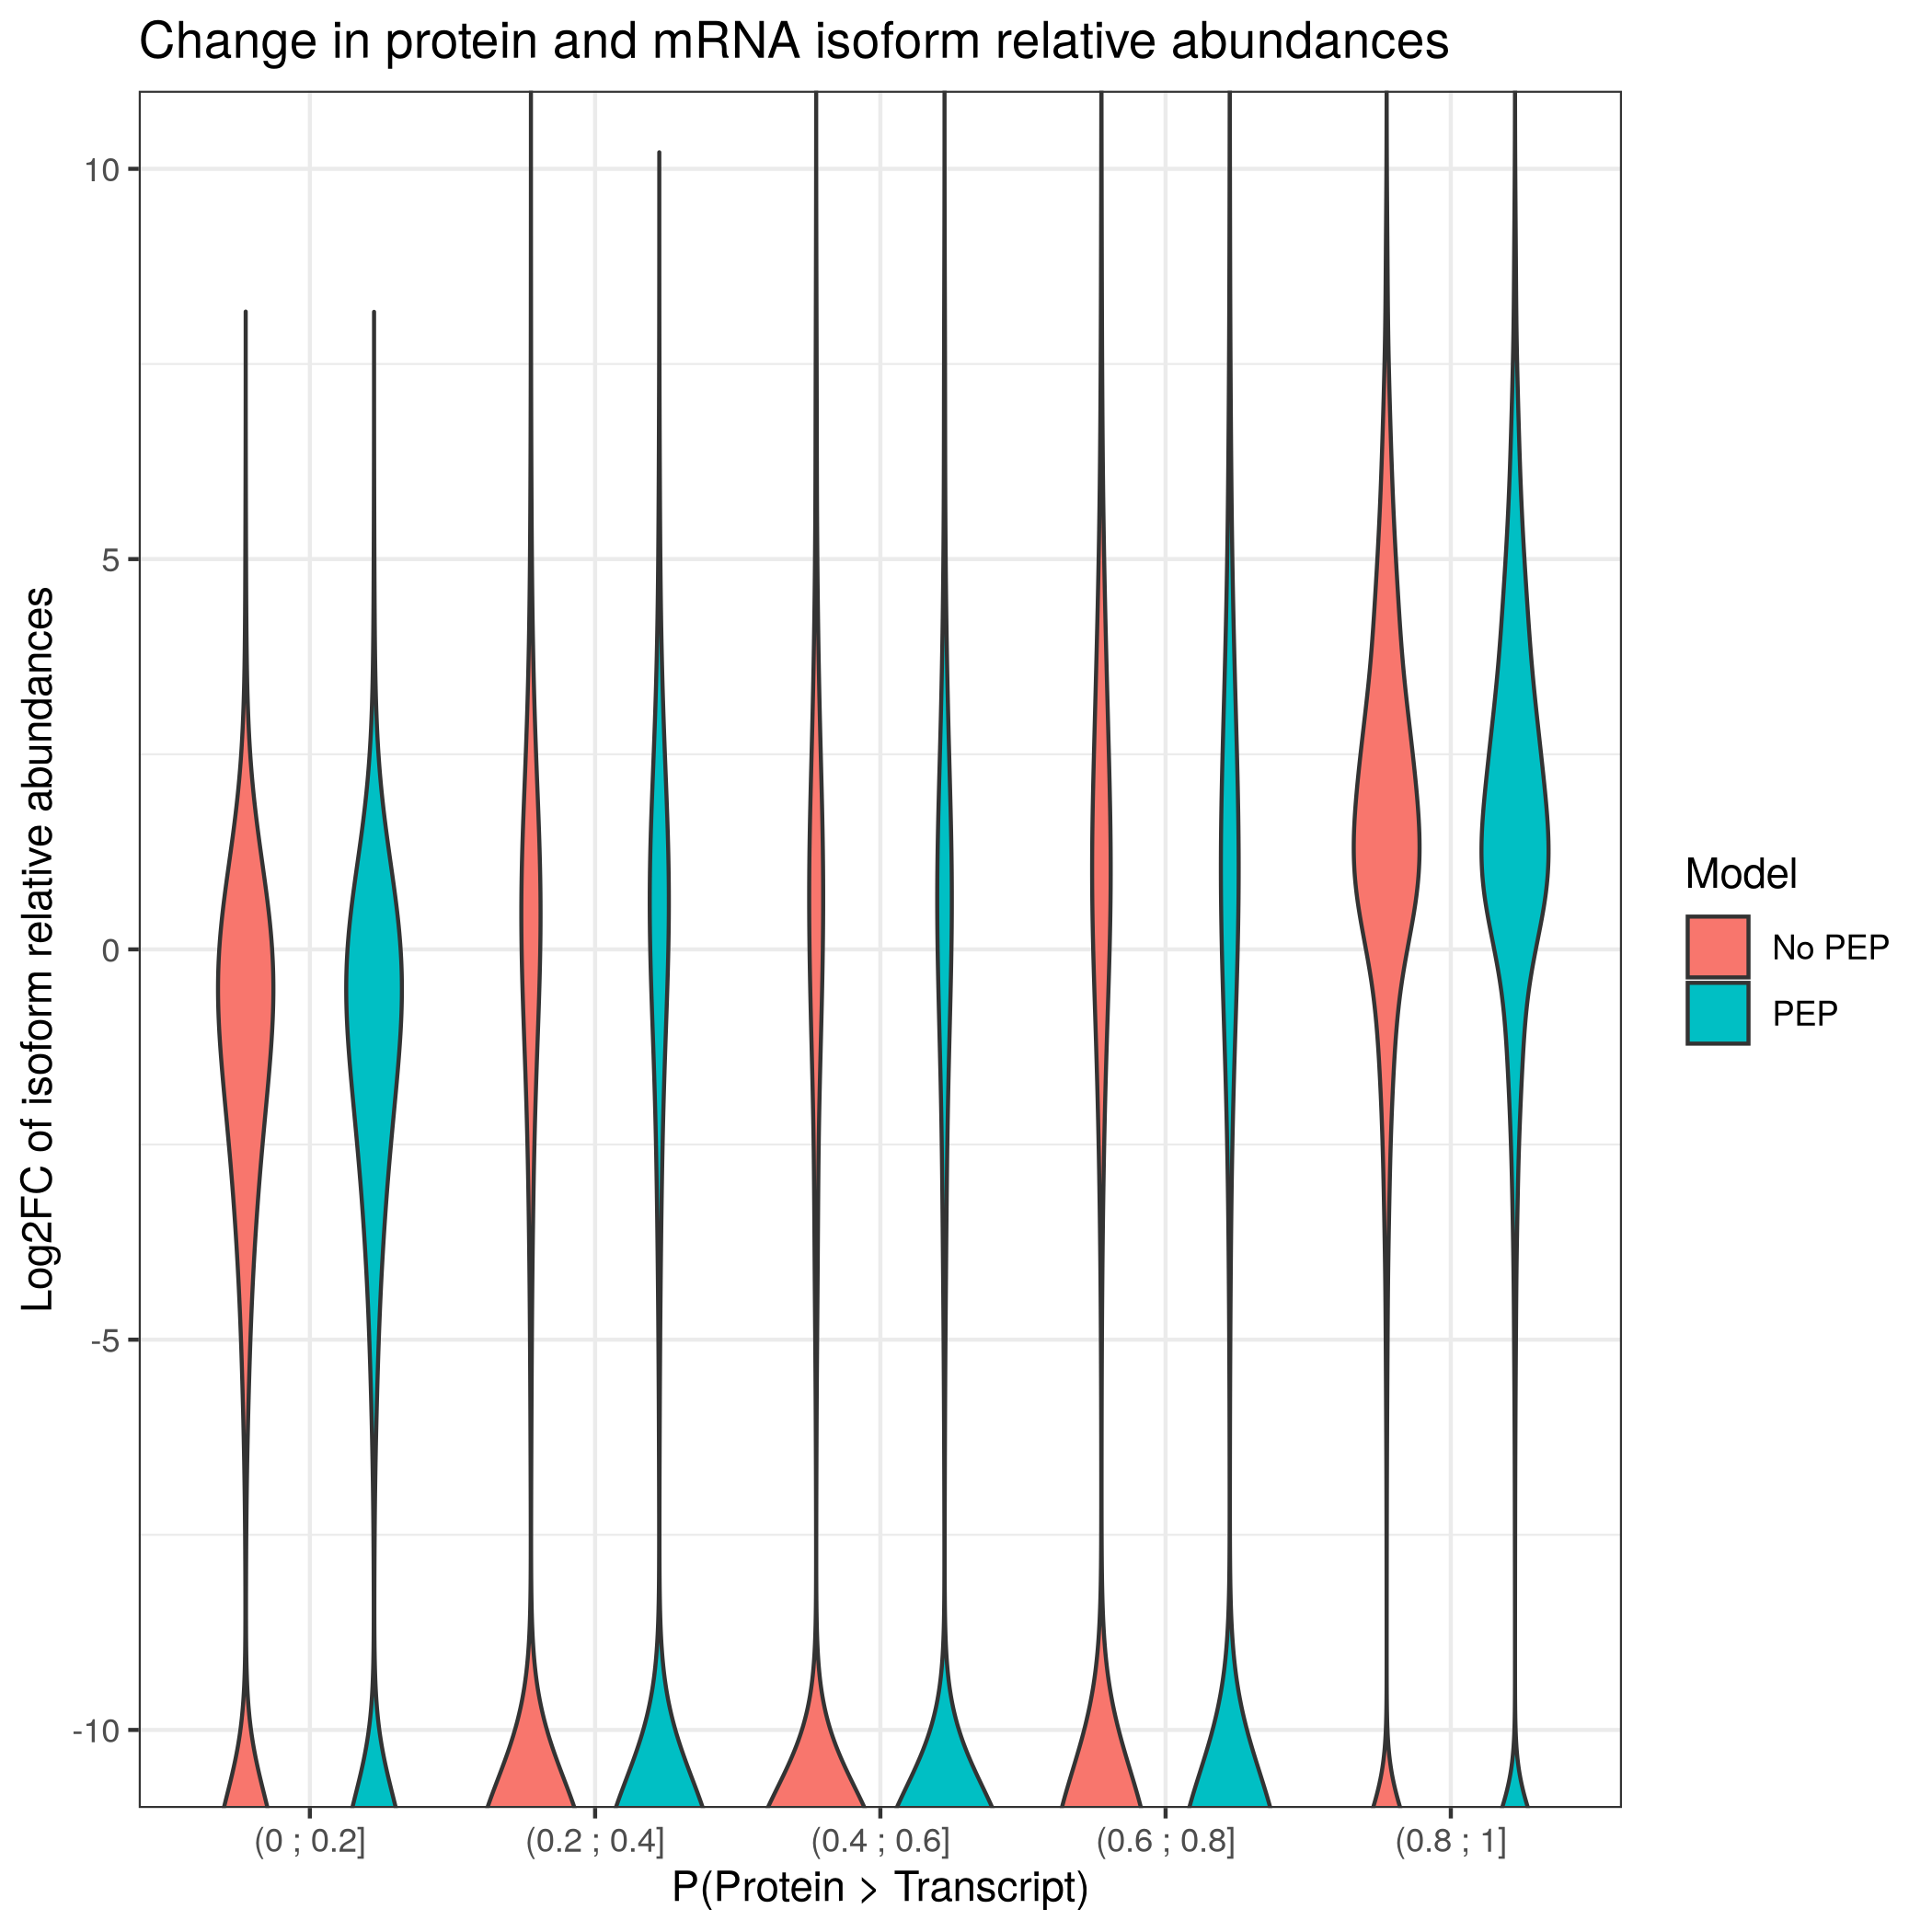 Change in protein and mRNA isoform relative abundances
Log2FC of isoform relative abundances
10
5
0
-5
-10
(0 ; 0.2]
(0.2 ; 0.4]
(0.4 ; 0.6]
(0.6 ; 0.8]
(0.8 ; 1]
P(Protein > Transcript)
Model
No PEP
PEP